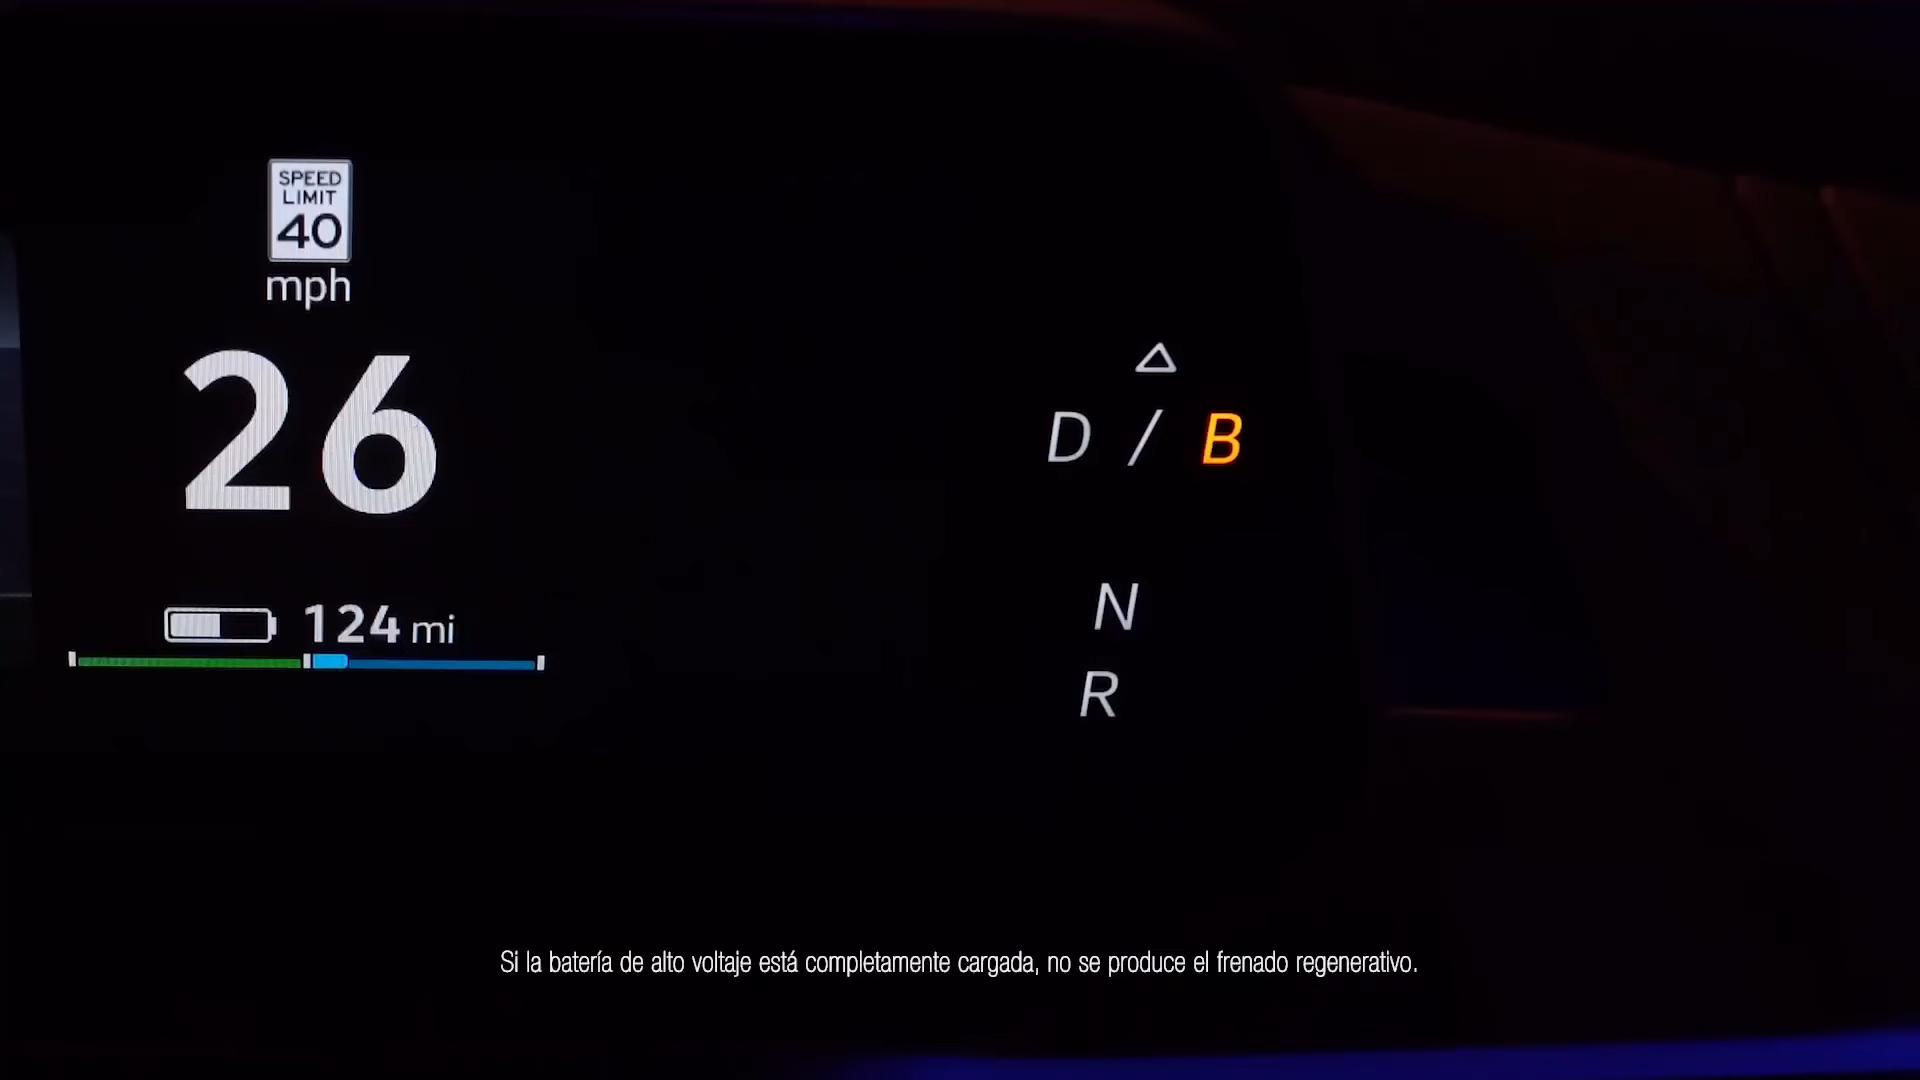 SPEED
LIMIT
40
mph
26
124 mi
D / B
N
R
Si la batería de alto voltaje está completamente cargada, no se produce el frenado regenerativo.